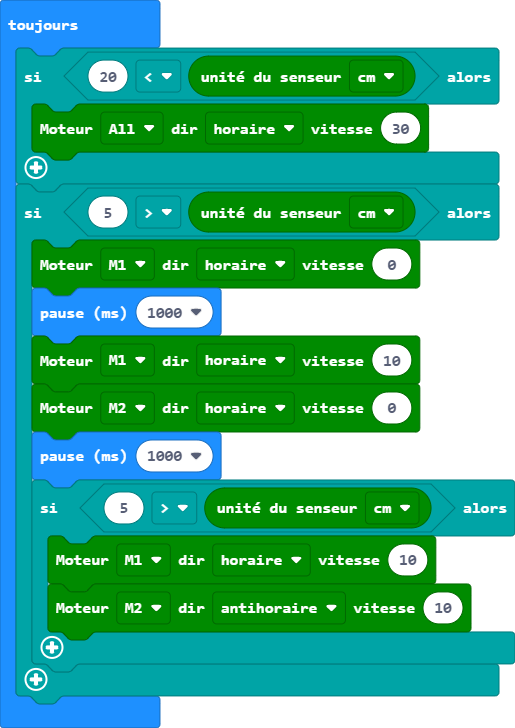 toujours
si 20 < unité du senseur cm alors
Moteur All dir horaire vitesse 30
si 5 > unité du senseur cm alors
Moteur M1 dir horaire vitesse 0
pause (ms) 1000
Moteur M1 dir horaire vitesse 10
Moteur M2 dir horaire vitesse 0
pause (ms) 1000
si 5 > unité du senseur cm alors
Moteur M1 dir horaire vitesse 10
Moteur M2 dir antihoraire vitesse 10